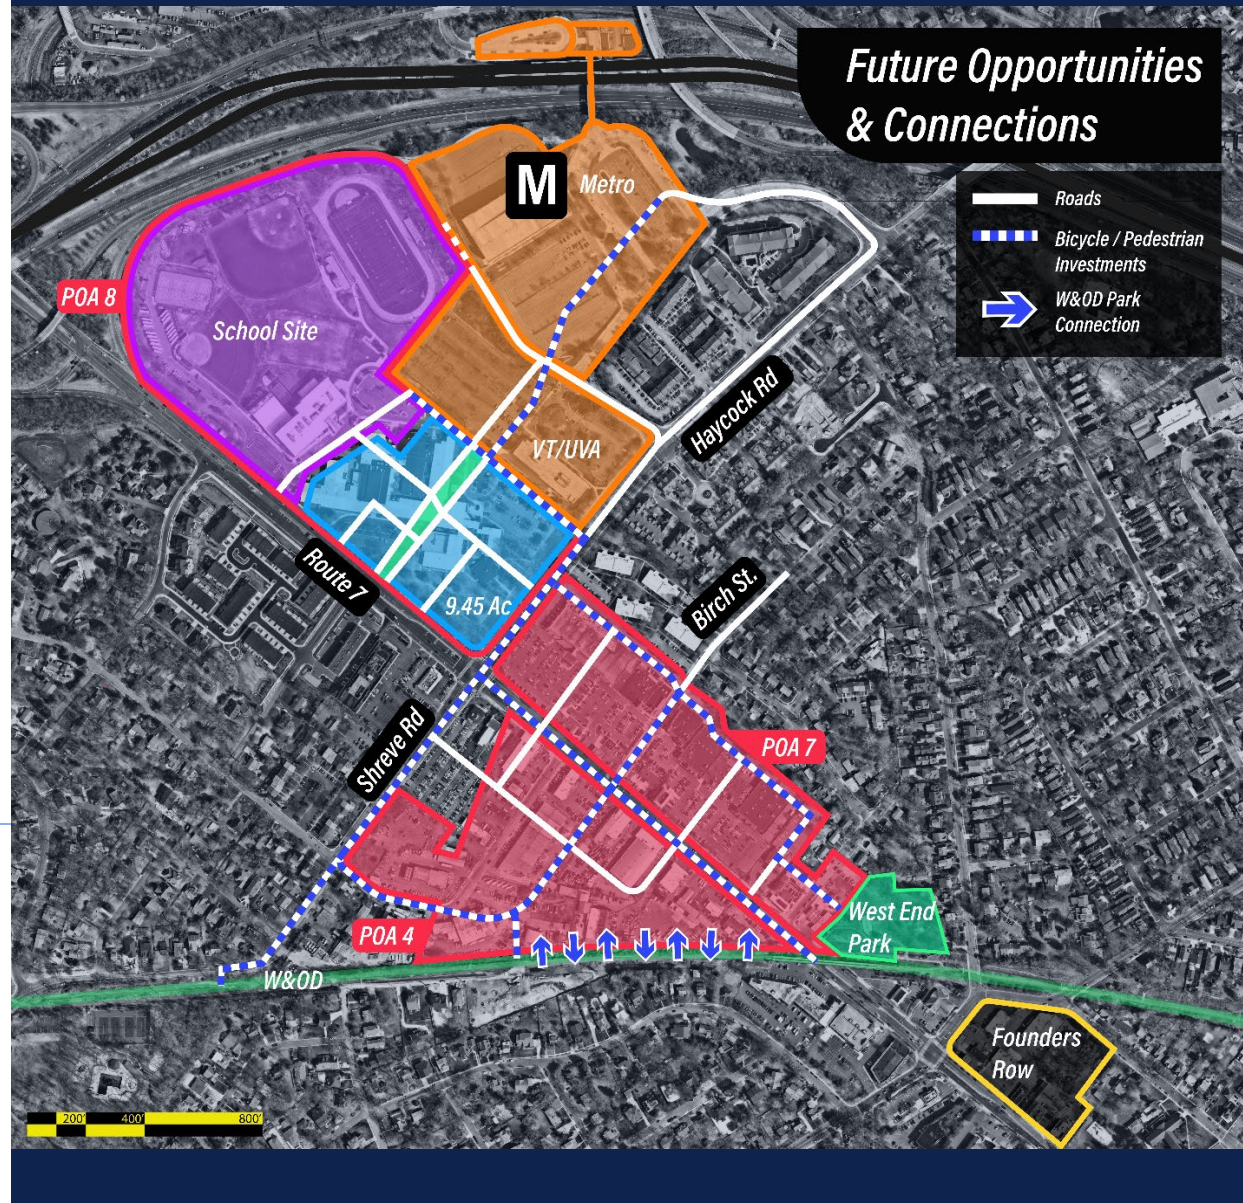 Future Opportunities
& Connections
Roads
Bicycle / Pedestrian
Investments
W&OD Park
Connection
M
Metro
POA 8
School Site
Haycock Rd
VT/UVA
Route 7
9.45 Ac
Birch St.
Shreve Rd
POA 7
West End
Park
POA 4
W&OD
Founders
Row
200' 400' 800'